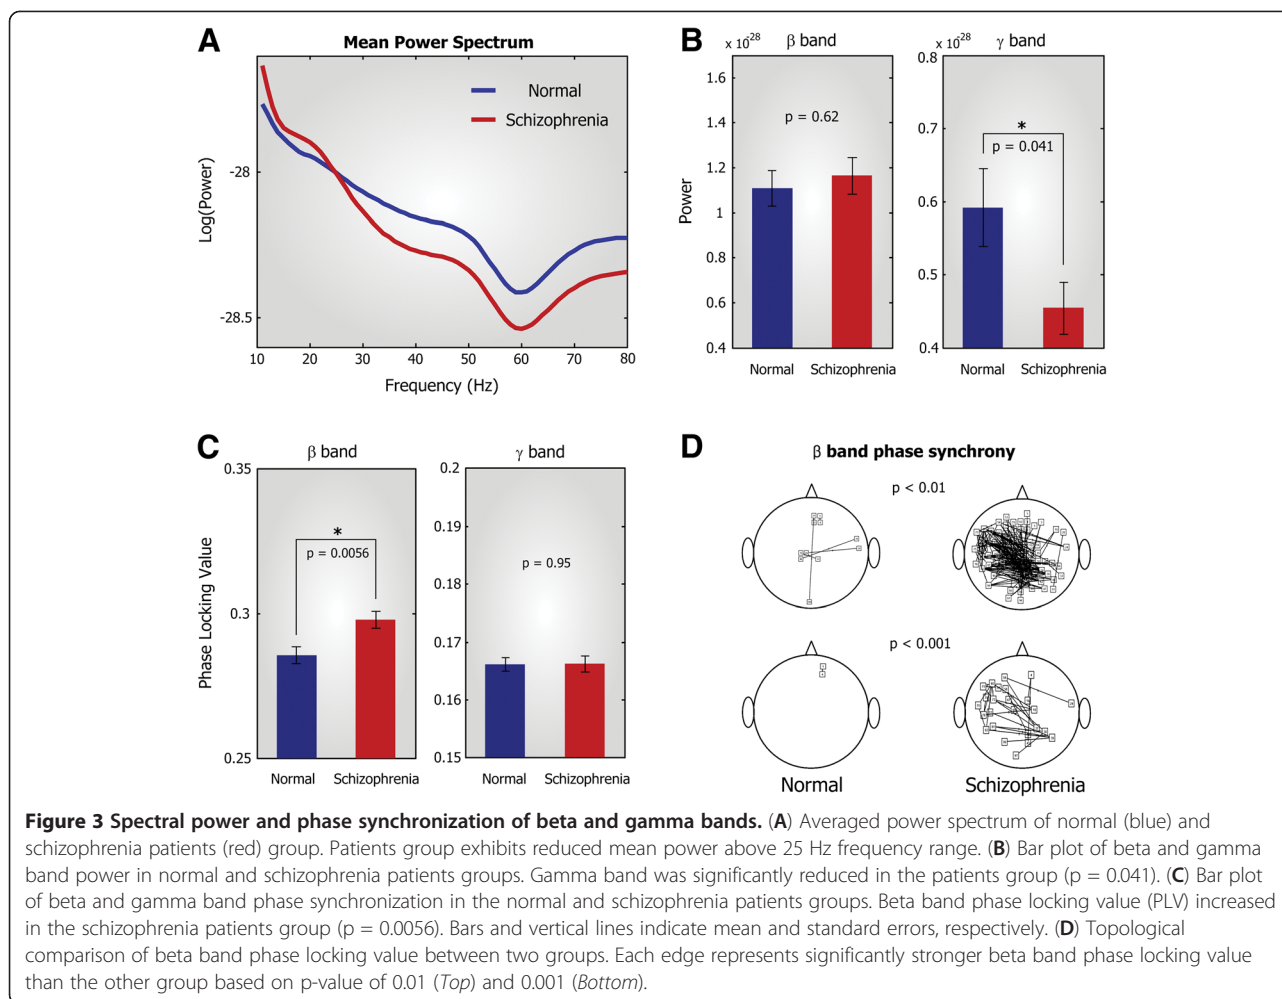 A
Mean Power Spectrum
Normal
Schizophrenia
Log(Power)
-28
-28.5
10 20 30 40 50 60 70 80
Frequency (Hz)
B
x 10-28
β band
1.6
1.4
1.2
1
0.8
0.6
0.4
Power
p = 0.62
Normal Schizophrenia
x 10-28
γ band
0.8
0.7
0.6
0.5
0.4
*
p = 0.041
Normal Schizophrenia
C
β band
0.35
0.3
0.25
Phase Locking Value
*
p = 0.0056
Normal Schizophrenia
γ band
0.2
0.19
0.18
0.17
0.16
0.15
p = 0.95
Normal Schizophrenia
D
β band phase synchrony
p < 0.01
p < 0.001
Normal Schizophrenia
Figure 3 Spectral power and phase synchronization of beta and gamma bands. (A) Averaged power spectrum of normal (blue) and
schizophrenia patients (red) group. Patients group exhibits reduced mean power above 25 Hz frequency range. (B) Bar plot of beta and gamma
band power in normal and schizophrenia patients groups. Gamma band was significantly reduced in the patients group (p = 0.041). (C) Bar plot
of beta and gamma band phase synchronization in the normal and schizophrenia patients groups. Beta band phase locking value (PLV) increased
in the schizophrenia patients group (p = 0.0056). Bars and vertical lines indicate mean and standard errors, respectively. (D) Topological
comparison of beta band phase locking value between two groups. Each edge represents significantly stronger beta band phase locking value
than the other group based on p-value of 0.01 (Top) and 0.001 (Bottom).